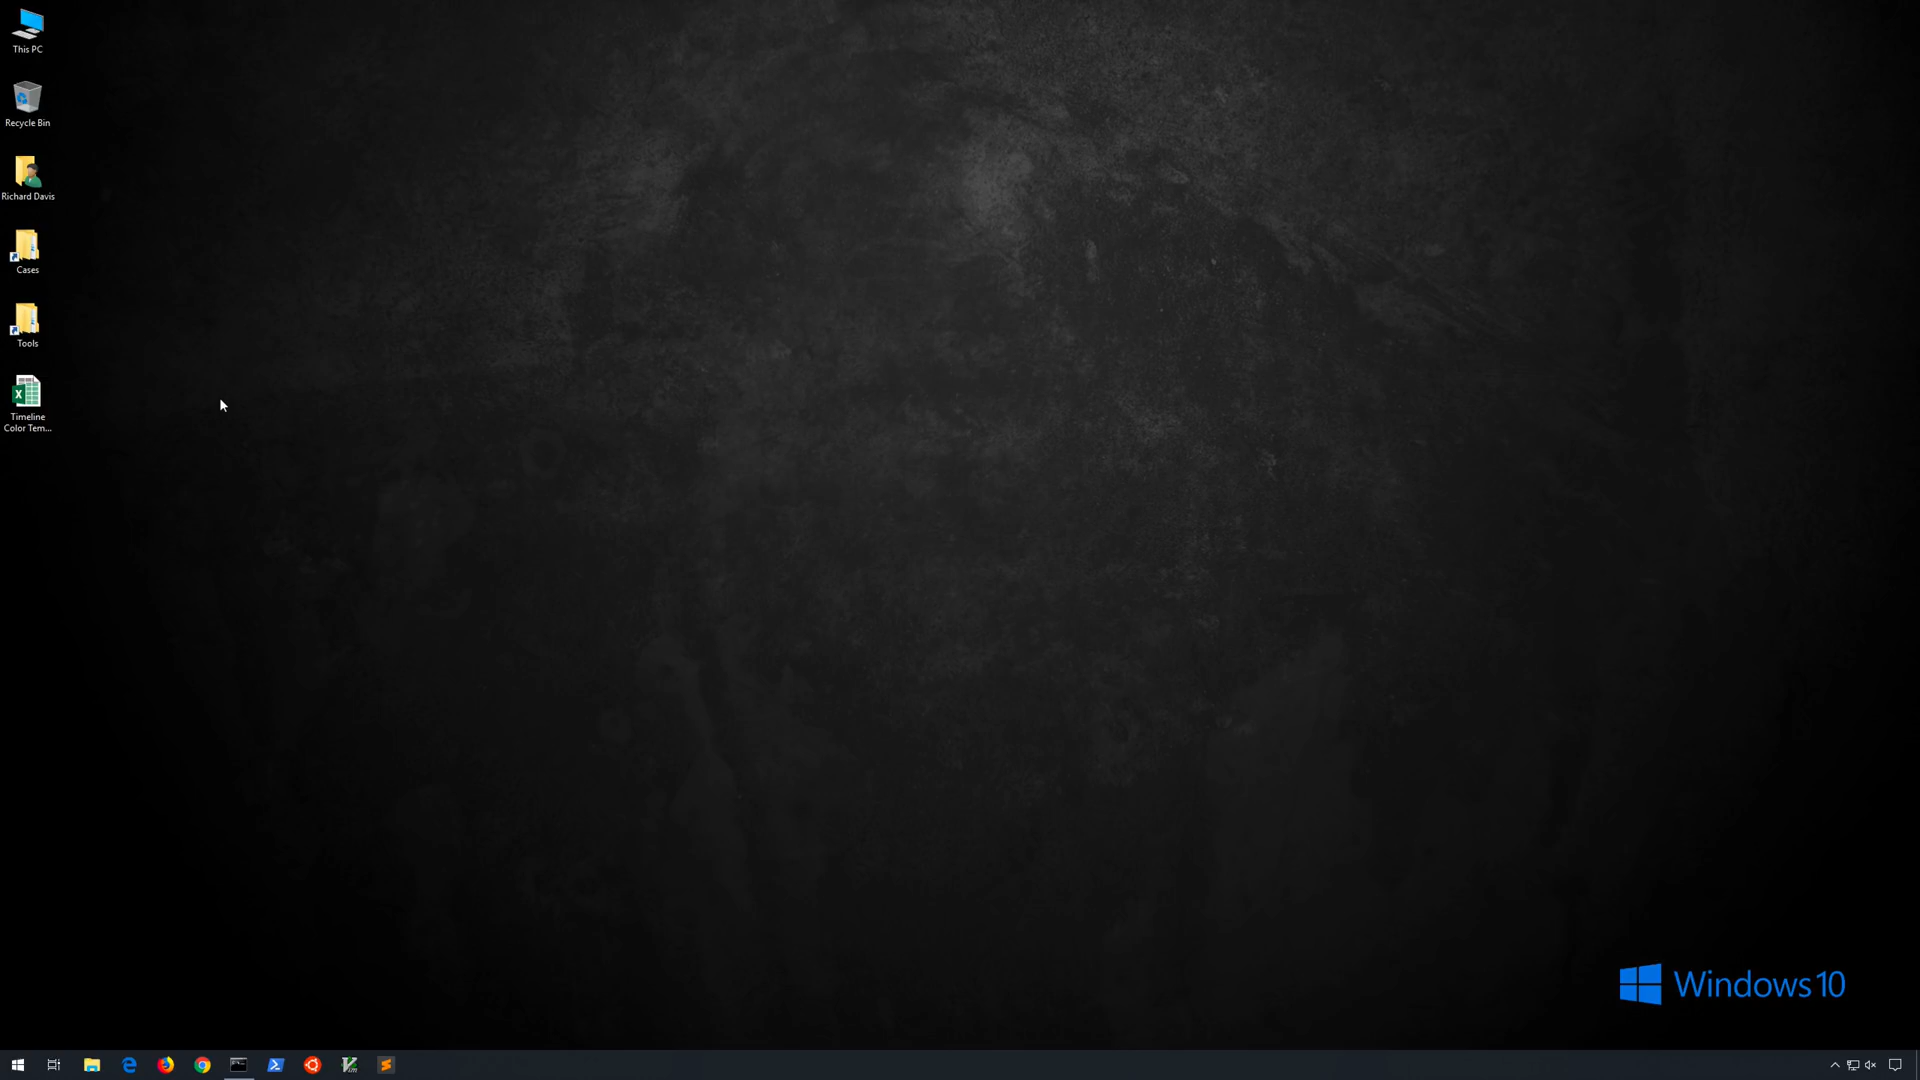 This PC
Recycle Bin
Richard Davis
Cases
Tools
Timeline
Color Tem...
Windows 10